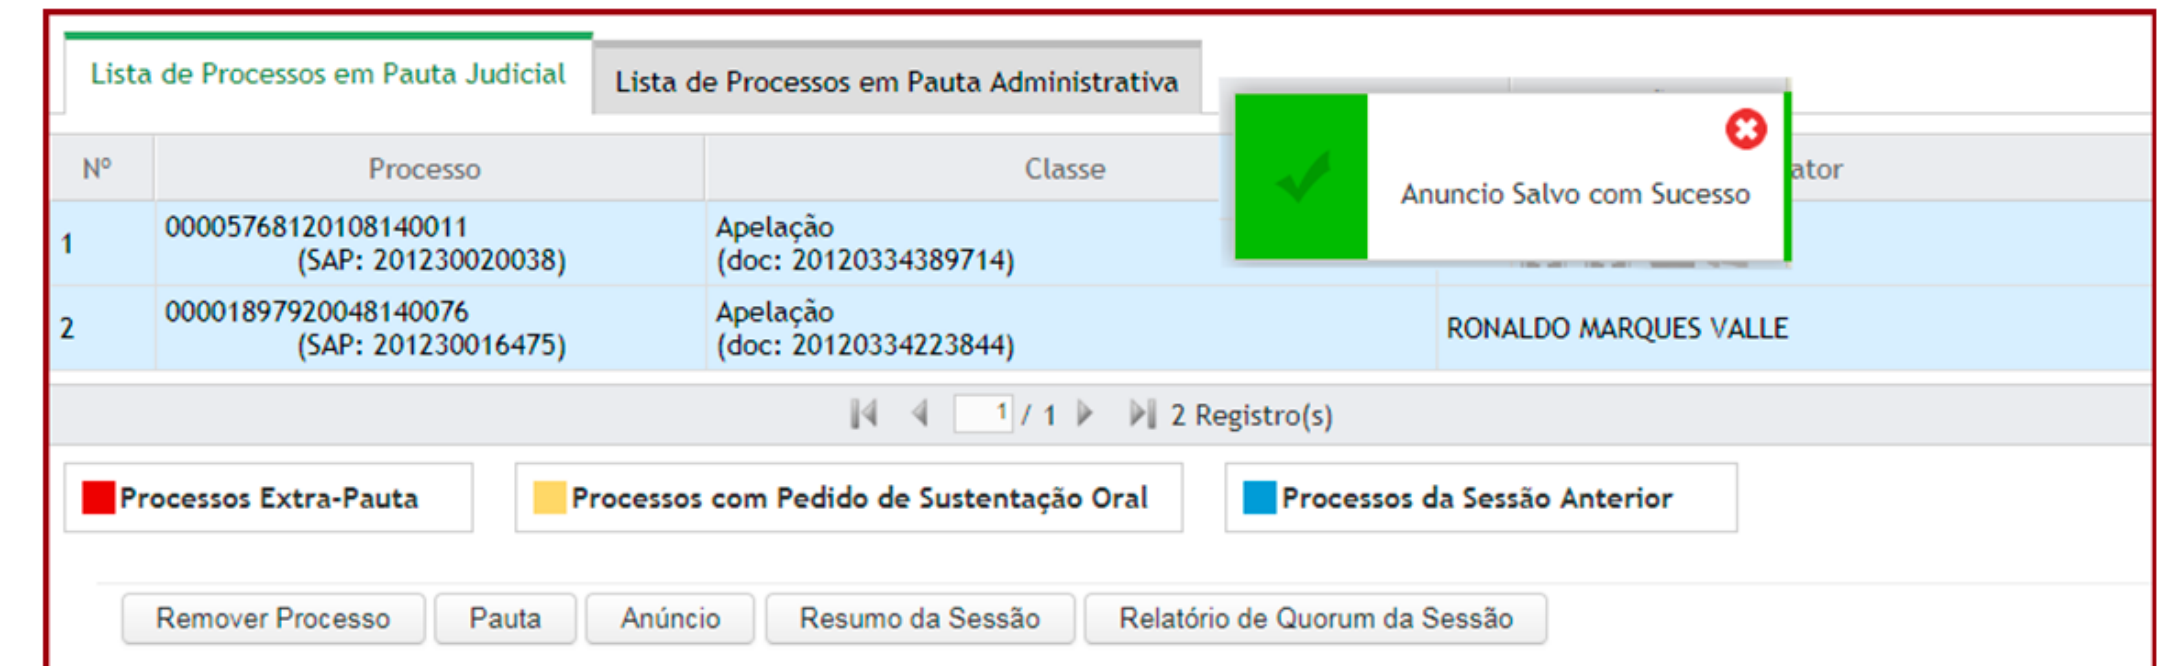 Lista de Processos em Pauta Judicial
Lista de Processos em Pauta Administrativa
Anuncio Salvo com Sucesso
Nº Processo Classe
1 00005768120108140011 Apelação
(SAP: 201230020038) (doc: 20120334389714)
2 00001897920048140076 Apelação RONALDO MARQUES VALLE
(SAP: 201230016475) (doc: 20120334223844)
1 / 1 2 Registro(s)
Processos Extra-Pauta Processos com Pedido de Sustentação Oral Processos da Sessão Anterior
Remover Processo Pauta Anúncio Resumo da Sessão Relatório de Quorum da Sessão